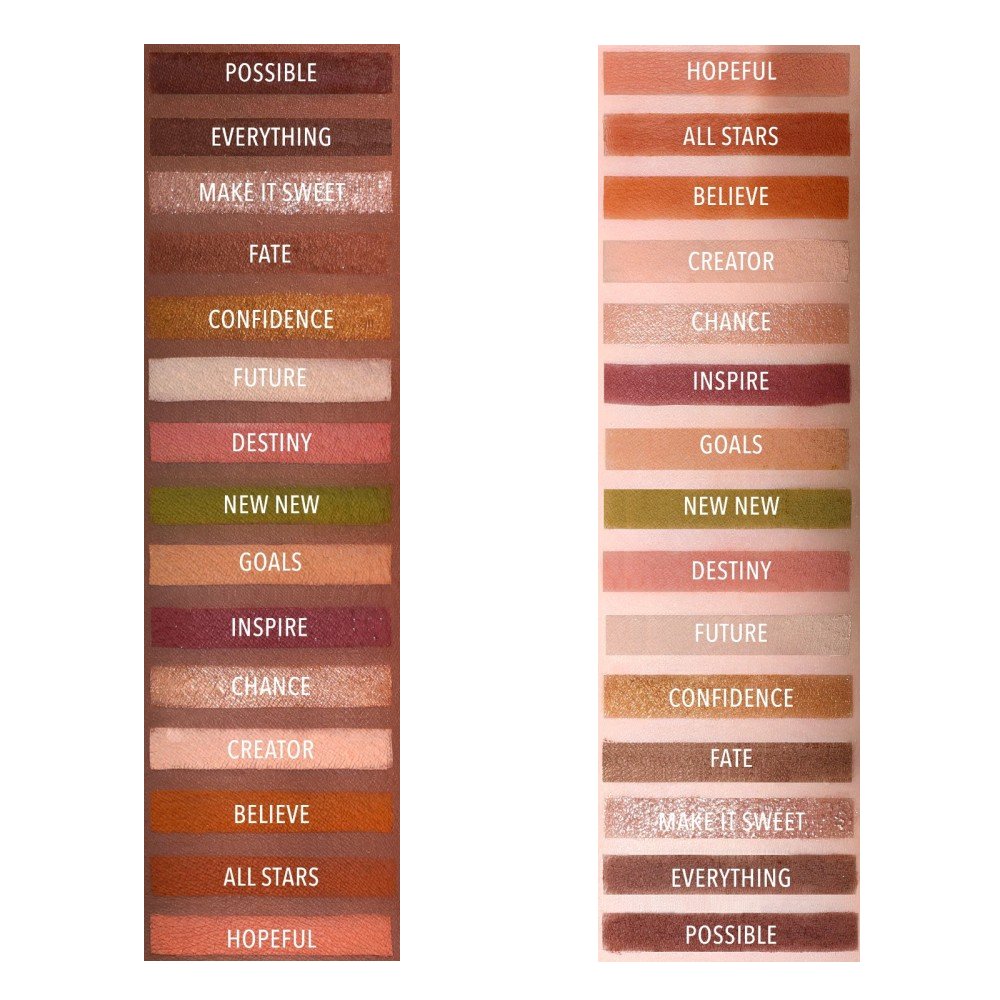 POSSIBLE
EVERYTHING
MAKE IT SWEET
FATE
CONFIDENCE
FUTURE
DESTINY
NEW NEW
GOALS
INSPIRE
CHANCE
CREATOR
BELIEVE
ALL STARS
HOPEFUL
HOPEFUL
ALL STARS
BELIEVE
CREATOR
CHANCE
INSPIRE
GOALS
NEW NEW
DESTINY
FUTURE
CONFIDENCE
FATE
MAKE IT SWEET
EVERYTHING
POSSIBLE